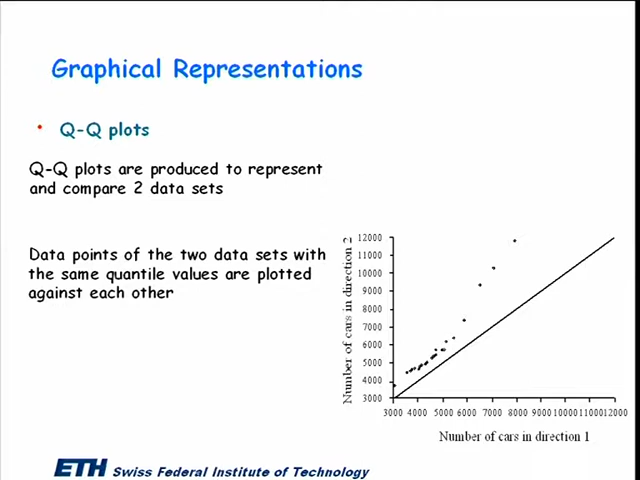 Graphical Representations
• Q-Q plots
Q-Q plots are produced to represent
and compare 2 data sets
Data points of the two data sets with
the same quantile values are plotted
against each other
Number of cars in direction 2
12000
11000
10000
9000
8000
7000
6000
5000
4000
3000
3000 4000 5000 6000 7000 8000 9000 10000 11000 12000
Number of cars in direction 1
ETH Swiss Federal Institute of Technology